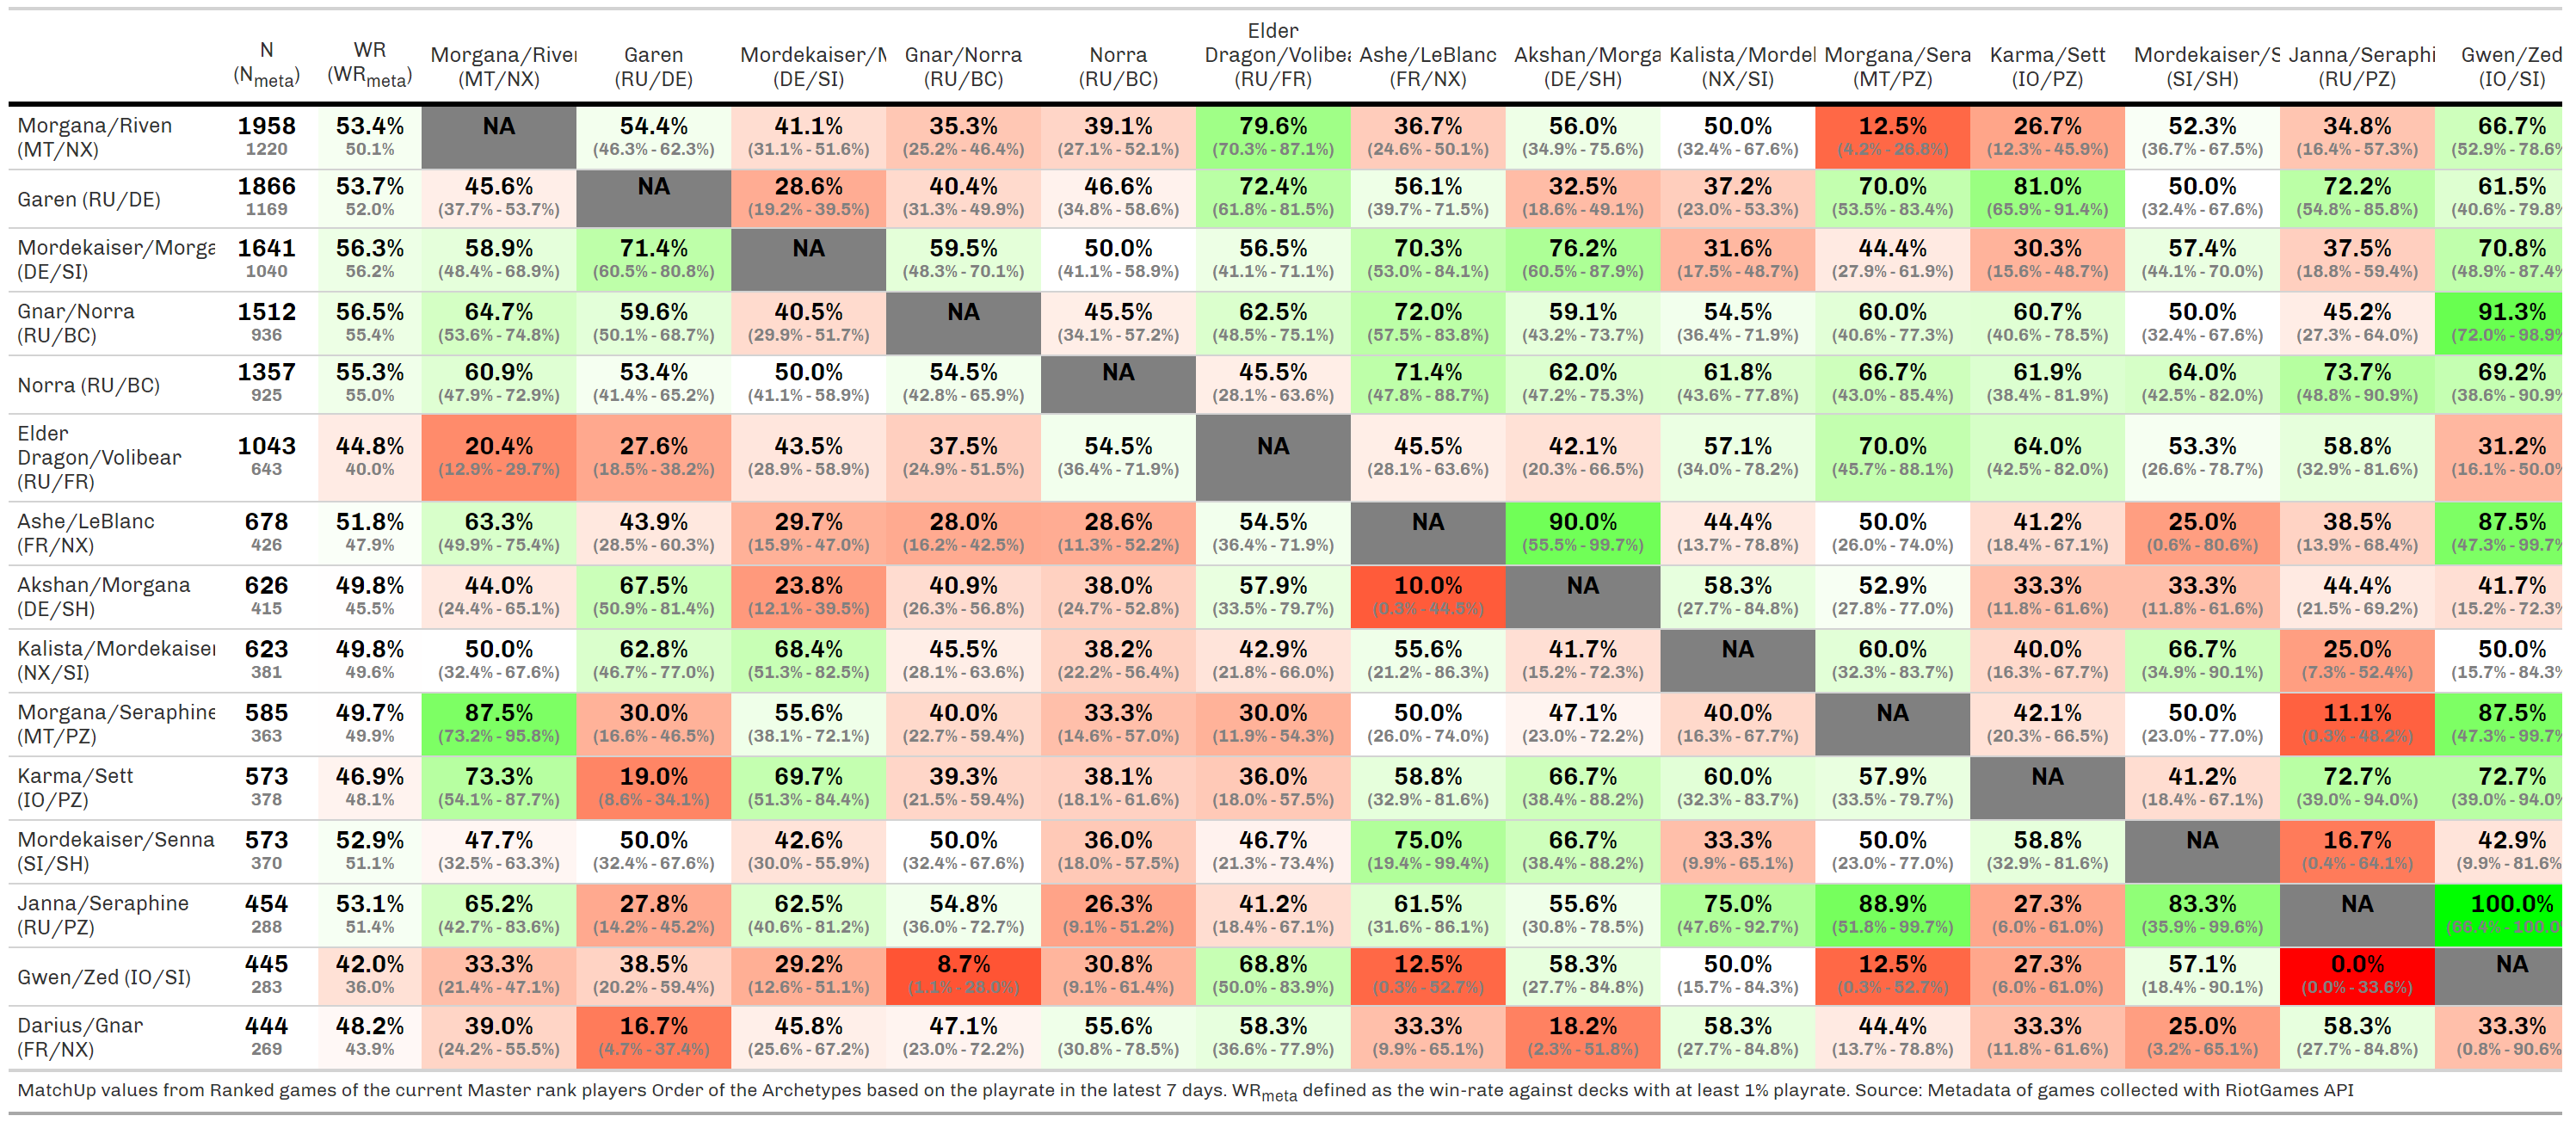 N WR Elder
(Nmeta) (WRmeta) Morgana/Riven Garen Mordekaiser/M Gnar/Norra Norra Dragon/Volibea Ashe/LeBlanc Akshan/Morga Kalista/Mordel Morgana/Sera Karma/Sett Mordekaiser/S Janna/Seraphi Gwen/Zed
(MT/NX) (RU/DE) (DE/SI) (RU/BC) (RU/BC) (RU/FR) (FR/NX) (DE/SH) (NX/SI) (MT/PZ) (IO/PZ) (SI/SH) (RU/PZ) (IO/SI)
Morgana/Riven 1958 53.4% NA 54.4% 41.1% 35.3% 39.1% 79.6% 36.7% 56.0% 50.0% 12.5% 26.7% 52.3% 34.8% 66.7%
(MT/NX) 1220 50.1% (46.3% - 62.3%) (31.1% - 51.6%) (25.2% - 46.4%) (27.1% - 52.1%) (70.3% - 87.1%) (24.6% - 50.1%) (34.9% - 75.6%) (32.4% - 67.6%) (4.2% - 26.8%) (12.3% - 45.9%) (36.7% - 67.5%) (16.4% - 57.3%) (52.9% - 78.6%
Garen (RU/DE) 1866 53.7% 45.6% NA 28.6% 40.4% 46.6% 72.4% 56.1% 32.5% 37.2% 70.0% 81.0% 50.0% 72.2% 61.5%
1169 52.0% (37.7% - 53.7%) (19.2% - 39.5%) (31.3% - 49.9%) (34.8% - 58.6%) (61.8% - 81.5%) (39.7% - 71.5%) (18.6% - 49.1%) (23.0% - 53.3%) (53.5% - 83.4%) (65.9% - 91.4%) (32.4% - 67.6%) (54.8% - 85.8%) (40.6% - 79.8%
Mordekaiser/Morga 1641 56.3% 58.9% 71.4% NA 59.5% 50.0% 56.5% 70.3% 76.2% 31.6% 44.4% 30.3% 57.4% 37.5% 70.8%
(DE/SI) 1040 56.2% (48.4% - 68.9%) (60.5% - 80.8%) (48.3% - 70.1%) (41.1% - 58.9%) (41.1% - 71.1%) (53.0% - 84.1%) (60.5% - 87.9%) (17.5% - 48.7%) (27.9% - 61.9%) (15.6% - 48.7%) (44.1% - 70.0%) (18.8% - 59.4%) (48.9% - 87.4%
Gnar/Norra 1512 56.5% 64.7% 59.6% 40.5% NA 45.5% 62.5% 72.0% 59.1% 54.5% 60.0% 60.7% 50.0% 45.2% 91.3%
(RU/BC) 936 55.4% (53.6% - 74.8%) (50.1% - 68.7%) (29.9% - 51.7%) (34.1% - 57.2%) (48.5% - 75.1%) (57.5% - 83.8%) (43.2% - 73.7%) (36.4% - 71.9%) (40.6% - 77.3%) (40.6% - 78.5%) (32.4% - 67.6%) (27.3% - 64.0%) (72.0% - 98.9%
Norra (RU/BC) 1357 55.3% 60.9% 53.4% 50.0% 54.5% NA 45.5% 71.4% 62.0% 61.8% 66.7% 61.9% 64.0% 73.7% 69.2%
925 55.0% (47.9% - 72.9%) (41.4% - 65.2%) (41.1% - 58.9%) (42.8% - 65.9%) (28.1% - 63.6%) (47.8% - 88.7%) (47.2% - 75.3%) (43.6% - 77.8%) (43.0% - 85.4%) (38.4% - 81.9%) (42.5% - 82.0%) (48.8% - 90.9%) (38.6% - 90.9%
Elder
Dragon/Volibear 1043 44.8% 20.4% 27.6% 43.5% 37.5% 54.5% NA 45.5% 42.1% 57.1% 70.0% 64.0% 53.3% 58.8% 31.2%
(RU/FR) 643 40.0% (12.9% - 29.7%) (18.5% - 38.2%) (28.9% - 58.9%) (24.9% - 51.5%) (36.4% - 71.9%) (28.1% - 63.6%) (20.3% - 66.5%) (34.0% - 78.2%) (45.7% - 88.1%) (42.5% - 82.0%) (26.6% - 78.7%) (32.9% - 81.6%) (16.1% - 50.0%
Ashe/LeBlanc 678 51.8% 63.3% 43.9% 29.7% 28.0% 28.6% 54.5% NA 90.0% 44.4% 50.0% 41.2% 25.0% 38.5% 87.5%
(FR/NX) 426 47.9% (49.9% - 75.4%) (28.5% - 60.3%) (15.9% - 47.0%) (16.2% - 42.5%) (11.3% - 52.2%) (36.4% - 71.9%) (55.5% - 99.7%) (13.7% - 78.8%) (26.0% - 74.0%) (18.4% - 67.1%) (0.6% - 80.6%) (13.9% - 68.4%) (47.3% - 99.7%
Akshan/Morgana 626 49.8% 44.0% 67.5% 23.8% 40.9% 38.0% 57.9% 10.0% NA 58.3% 52.9% 33.3% 33.3% 44.4% 41.7%
(DE/SH) 415 45.5% (24.4% - 65.1%) (50.9% - 81.4%) (12.1% - 39.5%) (26.3% - 56.8%) (24.7% - 52.8%) (33.5% - 79.7%) (0.3% - 44.5%) (27.7% - 84.8%) (27.8% - 77.0%) (11.8% - 61.6%) (11.8% - 61.6%) (21.5% - 69.2%) (15.2% - 72.3%
Kalista/Mordekaiser 623 49.8% 50.0% 62.8% 68.4% 45.5% 38.2% 42.9% 55.6% 41.7% NA 60.0% 40.0% 66.7% 25.0% 50.0%
(NX/SI) 381 49.6% (32.4% - 67.6%) (46.7% - 77.0%) (51.3% - 82.5%) (28.1% - 63.6%) (22.2% - 56.4%) (21.8% - 66.0%) (21.2% - 86.3%) (15.2% - 72.3%) (32.3% - 83.7%) (16.3% - 67.7%) (34.9% - 90.1%) (7.3% - 52.4%) (15.7% - 84.3%
Morgana/Seraphine 585 49.7% 87.5% 30.0% 55.6% 40.0% 33.3% 30.0% 50.0% 47.1% 40.0% NA 42.1% 50.0% 11.1% 87.5%
(MT/PZ) 363 49.9% (73.2% - 95.8%) (16.6% - 46.5%) (38.1% - 72.1%) (22.7% - 59.4%) (14.6% - 57.0%) (11.9% - 54.3%) (26.0% - 74.0%) (23.0% - 72.2%) (16.3% - 67.7%) (20.3% - 66.5%) (23.0% - 77.0%) (0.3% - 48.2%) (47.3% - 99.7%
Karma/Sett 573 46.9% 73.3% 19.0% 69.7% 39.3% 38.1% 36.0% 58.8% 66.7% 60.0% 57.9% NA 41.2% 72.7% 72.7%
(IO/PZ) 378 48.1% (54.1% - 87.7%) (8.6% - 34.1%) (51.3% - 84.4%) (21.5% - 59.4%) (18.1% - 61.6%) (18.0% - 57.5%) (32.9% - 81.6%) (38.4% - 88.2%) (32.3% - 83.7%) (33.5% - 79.7%) (18.4% - 67.1%) (39.0% - 94.0%) (39.0% - 94.0%
Mordekaiser/Senna 573 52.9% 47.7% 50.0% 42.6% 50.0% 36.0% 46.7% 75.0% 66.7% 33.3% 50.0% 58.8% NA 16.7% 42.9%
(SI/SH) 370 51.1% (32.5% - 63.3%) (32.4% - 67.6%) (30.0% - 55.9%) (32.4% - 67.6%) (18.0% - 57.5%) (21.3% - 73.4%) (19.4% - 99.4%) (38.4% - 88.2%) (9.9% - 65.1%) (23.0% - 77.0%) (32.9% - 81.6%) (0.4% - 64.1%) (9.9% - 81.6%
Janna/Seraphine 454 53.1% 65.2% 27.8% 62.5% 54.8% 26.3% 41.2% 61.5% 55.6% 75.0% 88.9% 27.3% 83.3% NA 100.0%
(RU/PZ) 288 51.4% (42.7% - 83.6%) (14.2% - 45.2%) (40.6% - 81.2%) (36.0% - 72.7%) (9.1% - 51.2%) (18.4% - 67.1%) (31.6% - 86.1%) (30.8% - 78.5%) (47.6% - 92.7%) (51.8% - 99.7%) (6.0% - 61.0%) (35.9% - 99.6%) (66.4% - 100.0
Gwen/Zed (IO/SI) 445 42.0% 33.3% 38.5% 29.2% 8.7% 30.8% 68.8% 12.5% 58.3% 50.0% 12.5% 27.3% 57.1% 0.0% NA
283 36.0% (21.4% - 47.1%) (20.2% - 59.4%) (12.6% - 51.1%) (1.1% - 28.0%) (9.1% - 61.4%) (50.0% - 83.9%) (0.3% - 52.7%) (27.7% - 84.8%) (15.7% - 84.3%) (0.3% - 52.7%) (6.0% - 61.0%) (18.4% - 90.1%) (0.0% - 33.6%)
Darius/Gnar 444 48.2% 39.0% 16.7% 45.8% 47.1% 55.6% 58.3% 33.3% 18.2% 58.3% 44.4% 33.3% 25.0% 58.3% 33.3%
(FR/NX) 269 43.9% (24.2% - 55.5%) (4.7% - 37.4%) (25.6% - 67.2%) (23.0% - 72.2%) (30.8% - 78.5%) (36.6% - 77.9%) (9.9% - 65.1%) (2.3% - 51.8%) (27.7% - 84.8%) (13.7% - 78.8%) (11.8% - 61.6%) (3.2% - 65.1%) (27.7% - 84.8%) (0.8% - 90.6%
MatchUp values from Ranked games of the current Master rank players Order of the Archetypes based on the playrate in the latest 7 days. WRmeta defined as the win-rate against decks with at least 1% playrate. Source: Metadata of games collected with RiotGames API